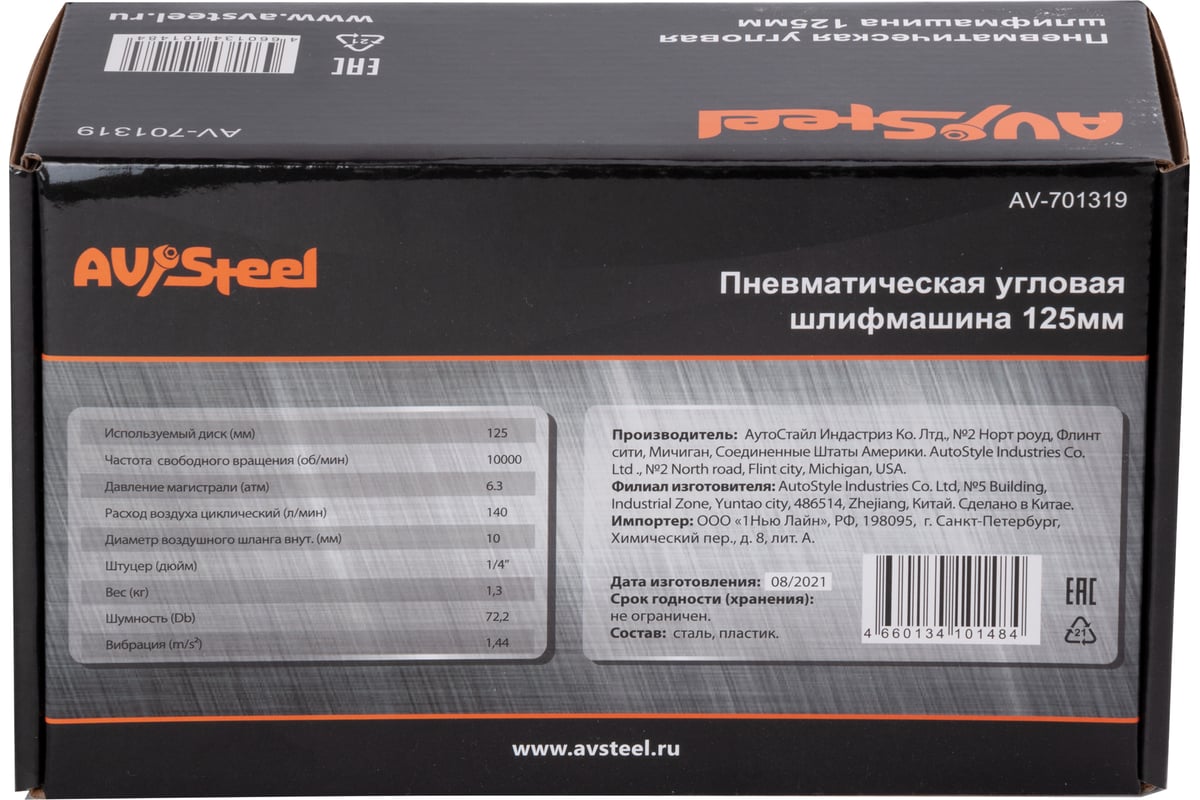 www.avsteel.ru
Пневматическая угловая
шлифмашина 125мм
4660134101484
21
EAC
AV-701319
AV Steel
AV-701319
AV Steel
Пневматическая угловая
шлифмашина 125мм
Используемый диск (мм) 125
Частота свободного вращения (об/мин) 10000
Давление магистрали (атм) 6.3
Расход воздуха циклический (л/мин) 140
Диаметр воздушного шланга внут. (мм) 10
Штуцер (дюйм) 1/4"
Вес (кг) 1,3
Шумность (Db) 72,2
Вибрация (m/s²) 1,44
Производитель: АутоСтайл Индастриз Ко. Лтд., №2 Норт роуд, Флинт
сити, Мичиган, Соединенные Штаты Америки. AutoStyle Industries Co.
Ltd ., №2 North road, Flint city, Michigan, USA.
Филиал изготовителя: AutoStyle Industries Co. Ltd, №5 Building,
Industrial Zone, Yuntao city, 486514, Zhejiang, Китай. Сделано в Китае.
Импортер: ООО «1Нью Лайн», РФ, 198095, г. Санкт-Петербург,
Химический пер., д. 8, лит. А.
Дата изготовления: 08/2021
Срок годности (хранения):
не ограничен.
Состав: сталь, пластик.
4 660134 101484
EAC
21
www.avsteel.ru